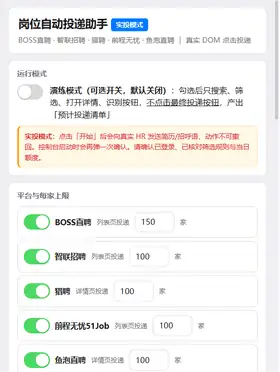 岗位自动投递助手 实投模式
BOSS直聘 · 智联招聘 · 猎聘 · 前程无忧 · 鱼泡直聘 | 真实 DOM 点击投递
运行模式
演练模式（可选开关，默认关闭）：勾选后只搜索、筛
选、打开详情、识别按钮，不点击最终投递按钮，产出
「预计投递清单」
实投模式：点击「开始」后会向真实 HR 发送简历/招呼语，动作不可撤
回。控制台启动时会再弹一次确认。请确认已登录、已核对筛选规则与当日
额度。
平台与每家上限
BOSS直聘 列表页投递 150 家
智联招聘 列表页投递 100 家
猎聘 详情页投递 100 家
前程无忧51Job 列表页投递 100 家
鱼泡直聘 详情页投递 100 家